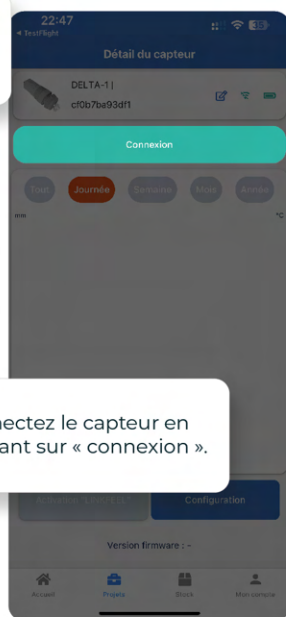 22:47
35
◀ TestFlight
Détail du capteur
DELTA-1 |
cf0b7ba93df1
Connexion
Tout
Journée
Semaine
Mois
Année
mm
°C
nectez le capteur en
ant sur « connexion ».
Configuration
Version firmware : -
Accueil
Projets
Stock
Mon compte